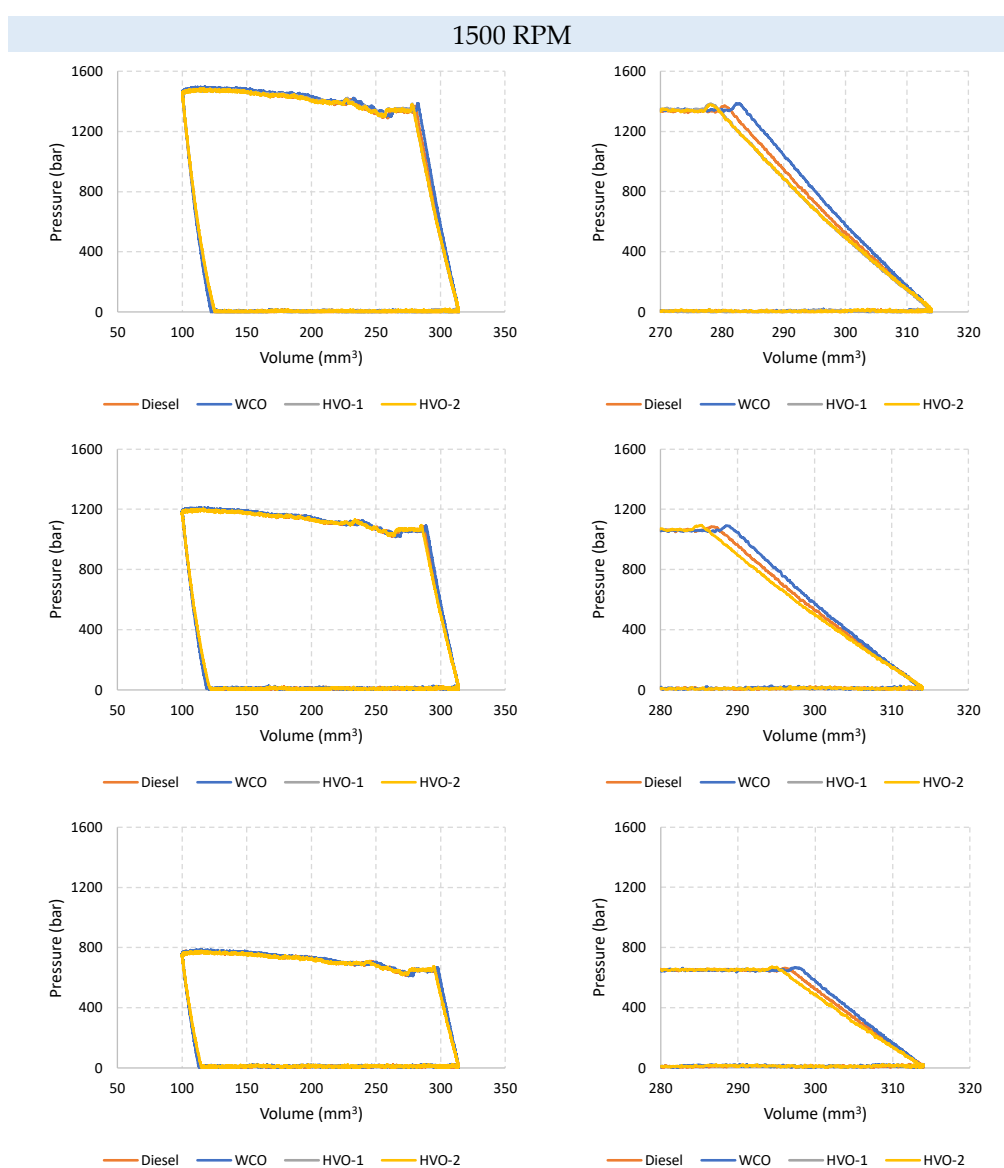 1500 RPM
1600
1200
800
400
0
Pressure (bar)
50 100 150 200 250 300 350
Volume (mm³)
Diesel WCO HVO-1 HVO-2
1600
1200
800
400
0
Pressure (bar)
270 280 290 300 310 320
Volume (mm³)
Diesel WCO HVO-1 HVO-2
1600
1200
800
400
0
Pressure (bar)
50 100 150 200 250 300 350
Volume (mm³)
Diesel WCO HVO-1 HVO-2
1600
1200
800
400
0
Pressure (bar)
280 290 300 310 320
Volume (mm³)
Diesel WCO HVO-1 HVO-2
1600
1200
800
400
0
Pressure (bar)
50 100 150 200 250 300 350
Volume (mm³)
Diesel WCO HVO-1 HVO-2
1600
1200
800
400
0
Pressure (bar)
280 290 300 310 320
Volume (mm³)
Diesel WCO HVO-1 HVO-2